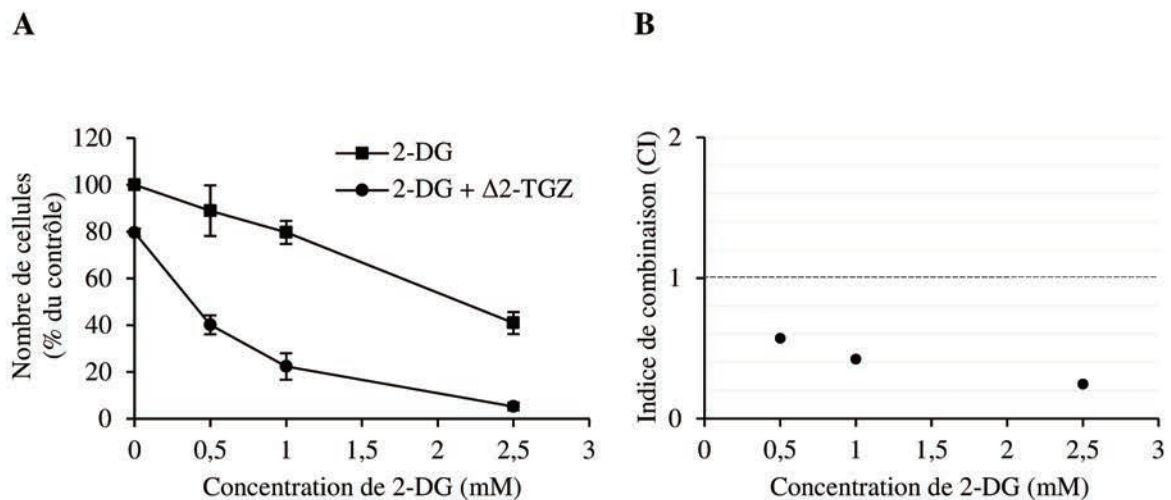 A
B
Nombre de cellules
(% du contrôle)
120
100
80
60
40
20
0
2-DG
2-DG + Δ2-TGZ
0
0,5
1
1,5
2
2,5
3
Concentration de 2-DG (mM)
Indice de combinaison (CI)
2
1
0
0
0,5
1
1,5
2
2,5
3
Concentration de 2-DG (mM)